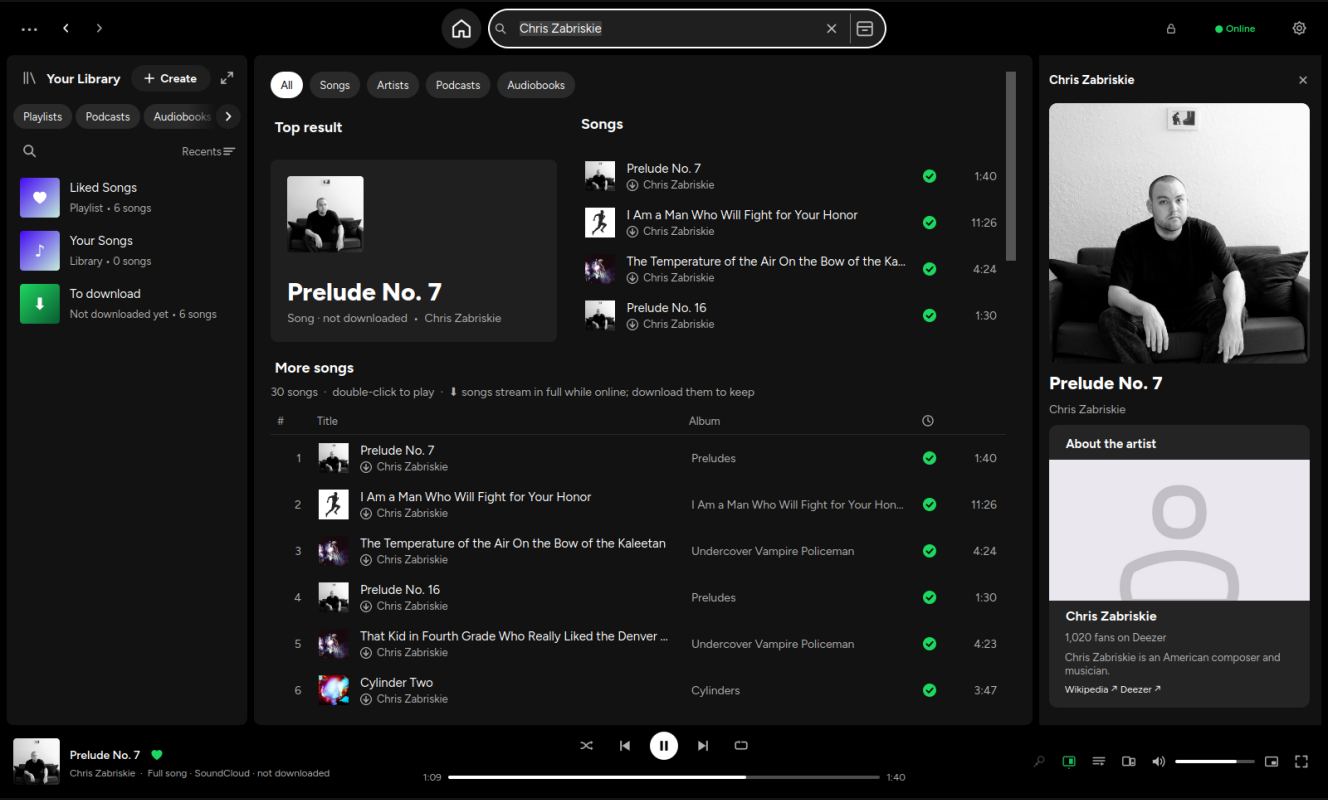 Chris Zabriskie
Online
Your Library
+ Create
Playlists
Podcasts
Audiobooks
Recents
Liked Songs
Playlist • 6 songs
Your Songs
Library • 0 songs
To download
Not downloaded yet • 6 songs
All
Songs
Artists
Podcasts
Audiobooks
Top result
Prelude No. 7
Song · not downloaded • Chris Zabriskie
Songs
Prelude No. 7
Chris Zabriskie
1:40
I Am a Man Who Will Fight for Your Honor
Chris Zabriskie
11:26
The Temperature of the Air On the Bow of the Ka...
Chris Zabriskie
4:24
Prelude No. 16
Chris Zabriskie
1:30
More songs
30 songs · double-click to play · ⬇ songs stream in full while online; download them to keep
# Title Album
1 Prelude No. 7 Preludes 1:40
Chris Zabriskie
2 I Am a Man Who Will Fight for Your Honor I Am a Man Who Will Fight for Your Hon... 11:26
Chris Zabriskie
3 The Temperature of the Air On the Bow of the Kaleetan Undercover Vampire Policeman 4:24
Chris Zabriskie
4 Prelude No. 16 Preludes 1:30
Chris Zabriskie
5 That Kid in Fourth Grade Who Really Liked the Denver ... Undercover Vampire Policeman 4:23
Chris Zabriskie
6 Cylinder Two Cylinders 3:47
Chris Zabriskie
Chris Zabriskie
Prelude No. 7
Chris Zabriskie
About the artist
Chris Zabriskie
1,020 fans on Deezer
Chris Zabriskie is an American composer and
musician.
Wikipedia ↗ Deezer ↗
Prelude No. 7
Chris Zabriskie · Full song · SoundCloud · not downloaded
1:09
1:40